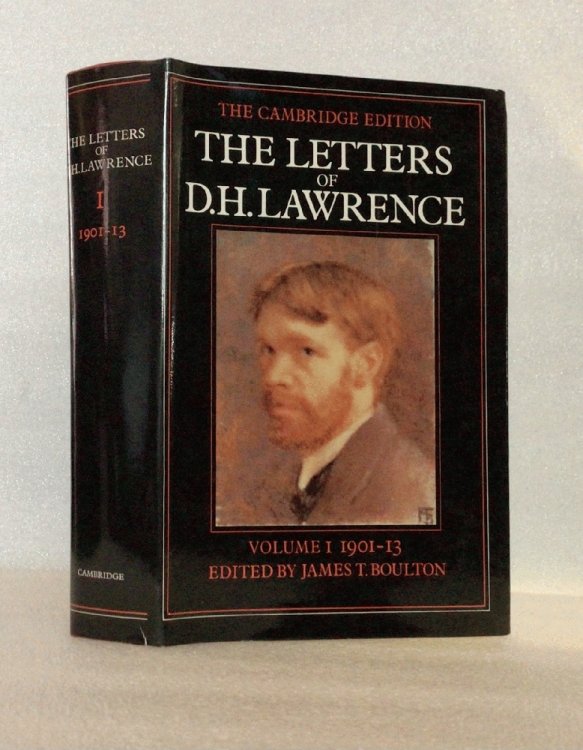 THE LETTERS
OF
D.H. LAWRENCE
I
1901-13
CAMBRIDGE
THE CAMBRIDGE EDITION
THE LETTERS
OF
D.H. LAWRENCE
VOLUME I 1901-13
EDITED BY JAMES T. BOULTON